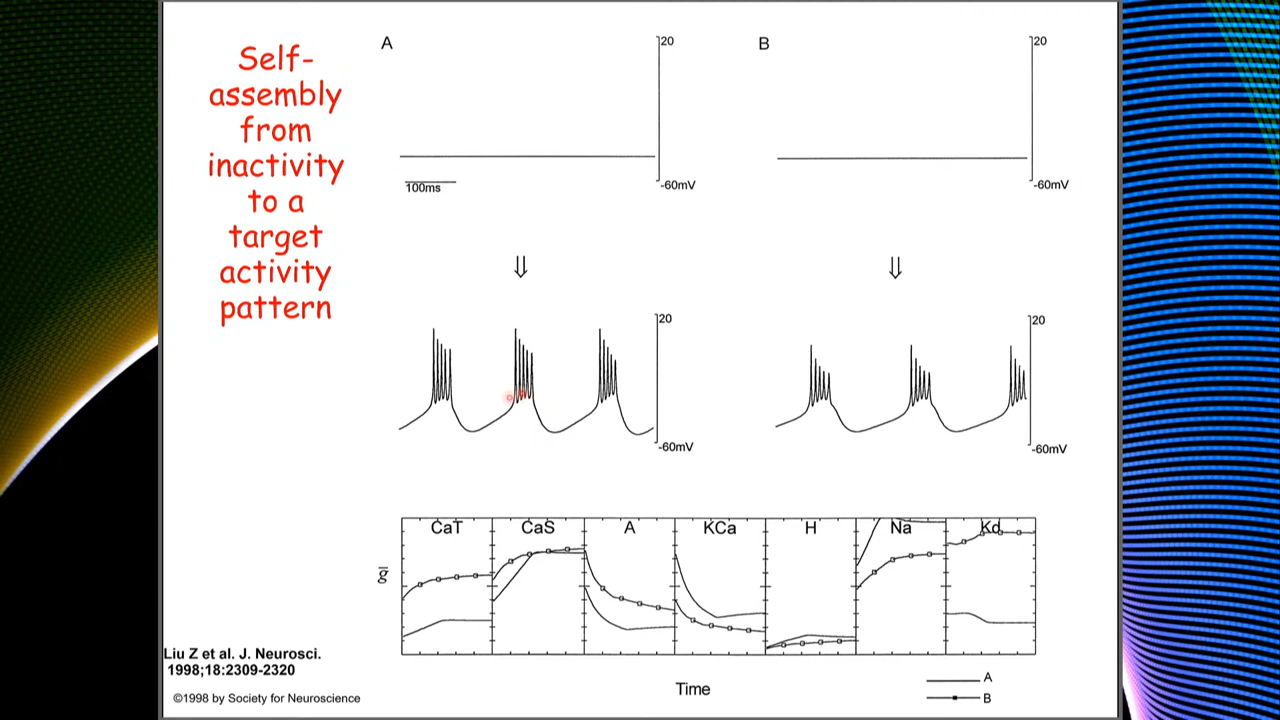 Self-
assembly
from
inactivity
to a
target
activity
pattern
A
20
-60mV
100ms
B
20
-60mV
⇓
⇓
20
-60mV
20
-60mV
CaT CaS A KCa H Na Kd
g̅
Time
A
B
Liu Z et al. J. Neurosci.
1998;18:2309-2320
©1998 by Society for Neuroscience